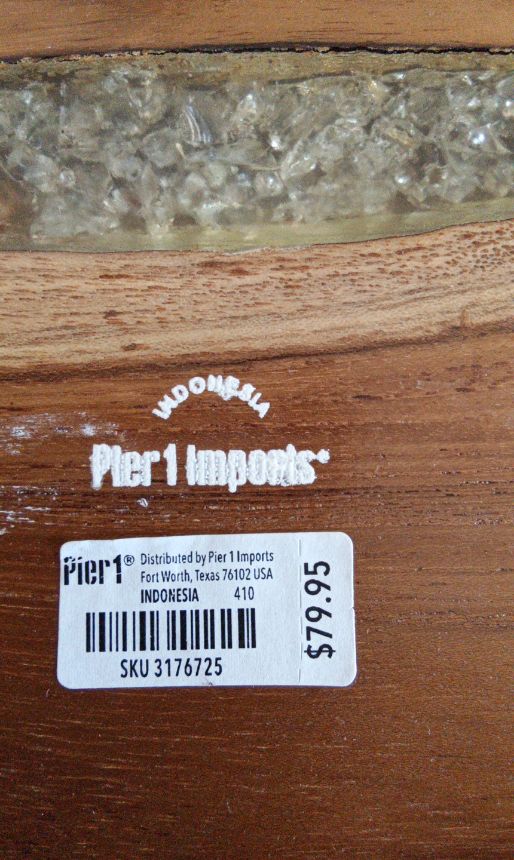 INDONESIA
Pier 1 Imports®
Pier1® Distributed by Pier 1 Imports
Fort Worth, Texas 76102 USA
INDONESIA 410
SKU 3176725
$79.95